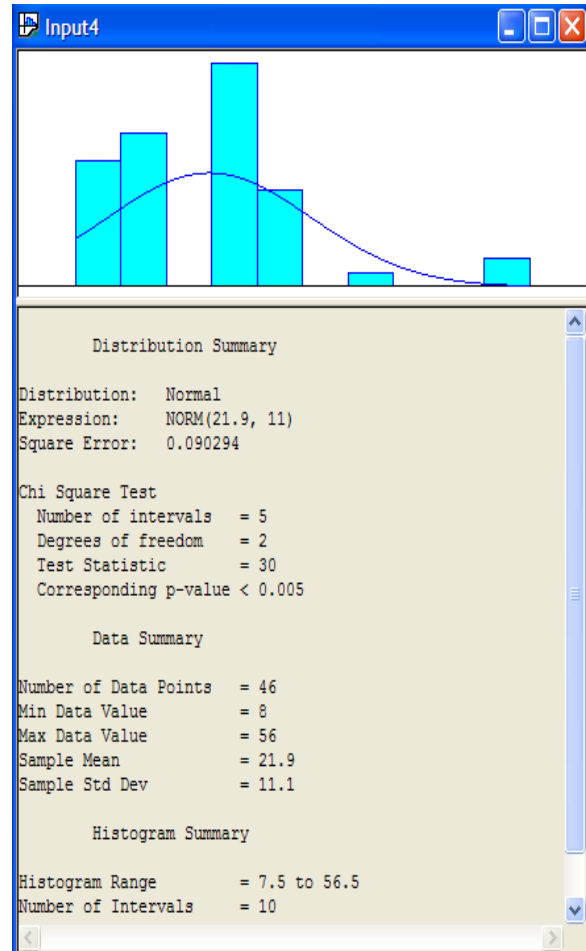 Input4
Distribution Summary
Distribution: Normal
Expression: NORM(21.9, 11)
Square Error: 0.090294
Chi Square Test
Number of intervals = 5
Degrees of freedom = 2
Test Statistic = 30
Corresponding p-value < 0.005
Data Summary
Number of Data Points = 46
Min Data Value = 8
Max Data Value = 56
Sample Mean = 21.9
Sample Std Dev = 11.1
Histogram Summary
Histogram Range = 7.5 to 56.5
Number of Intervals = 10